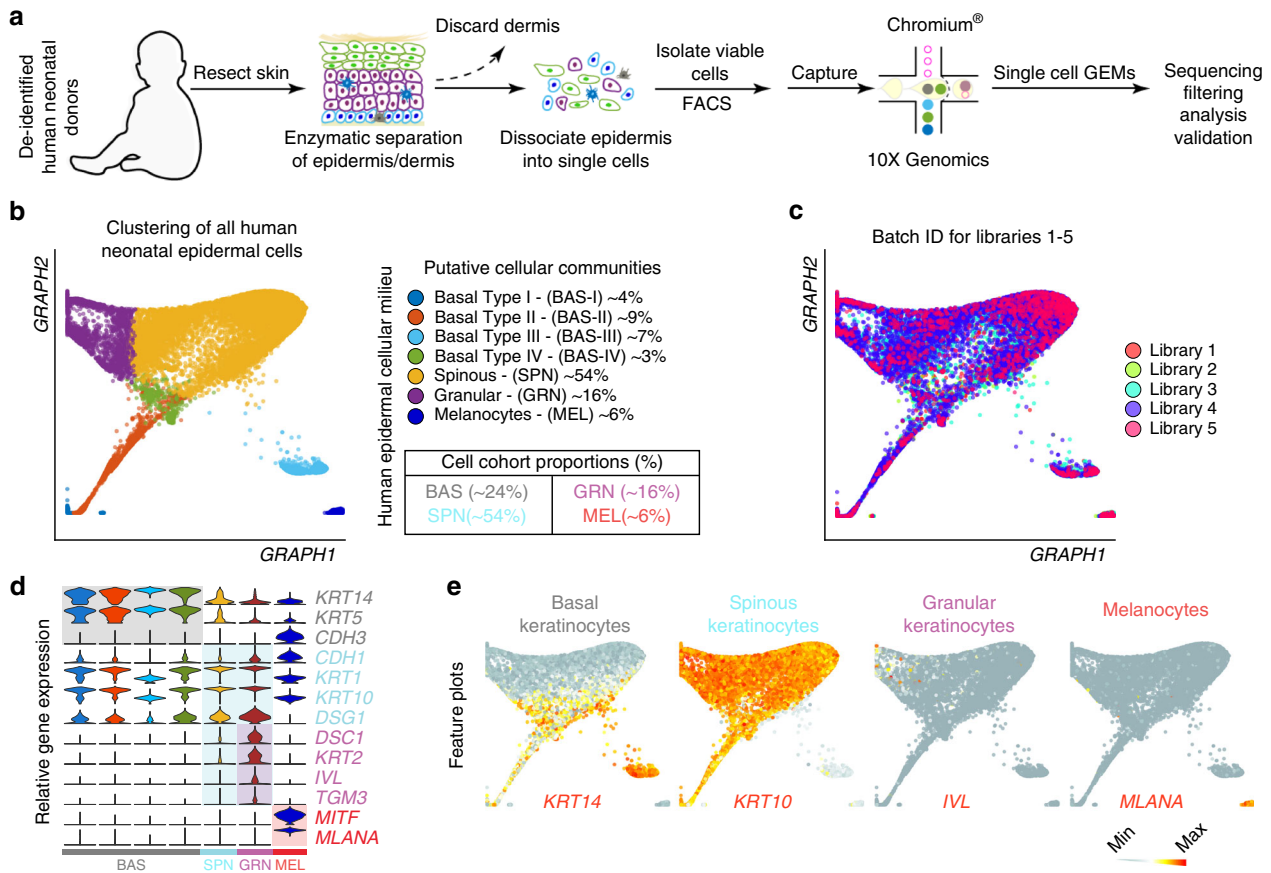 a
De-identified
human neonatal
donors
Resect skin
Enzymatic separation
of epidermis/dermis
Discard dermis
Dissociate epidermis
into single cells
Isolate viable
cells
FACS
Capture
Chromium®
10X Genomics
Single cell GEMs
Sequencing
filtering
analysis
validation
b
Clustering of all human
neonatal epidermal cells
GRAPH2
GRAPH1
Human epidermal cellular milieu
Putative cellular communities
Basal Type I - (BAS-I) ~4%
Basal Type II - (BAS-II) ~9%
Basal Type III - (BAS-III) ~7%
Basal Type IV - (BAS-IV) ~3%
Spinous - (SPN) ~54%
Granular - (GRN) ~16%
Melanocytes - (MEL) ~6%
Cell cohort proportions (%)
BAS (~24%)
GRN (~16%)
SPN(~54%)
MEL(~6%)
c
Batch ID for libraries 1-5
GRAPH2
GRAPH1
Library 1
Library 2
Library 3
Library 4
Library 5
d
Relative gene expression
KRT14
KRT5
CDH3
CDH1
KRT1
KRT10
DSG1
DSC1
KRT2
IVL
TGM3
MITF
MLANA
BAS
SPN
GRN
MEL
e
Feature plots
Basal
keratinocytes
Spinous
keratinocytes
Granular
keratinocytes
Melanocytes
KRT14
KRT10
IVL
MLANA
Min
Max